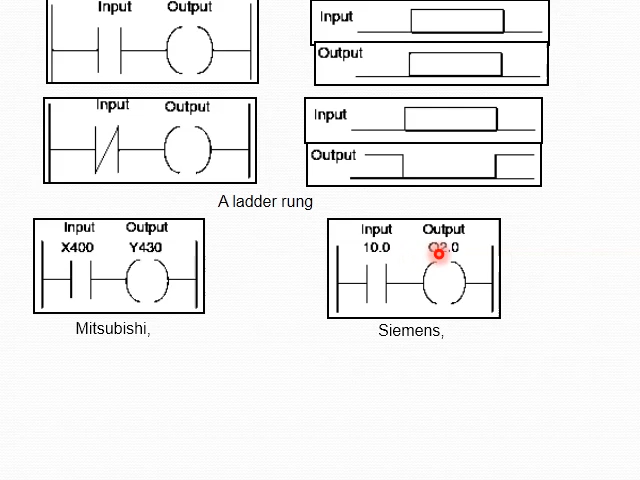 Input Output
Input
Output
Input Output
Input
Output
A ladder rung
Input Output
X400 Y430
Input Output
10.0
Mitsubishi,
Siemens,